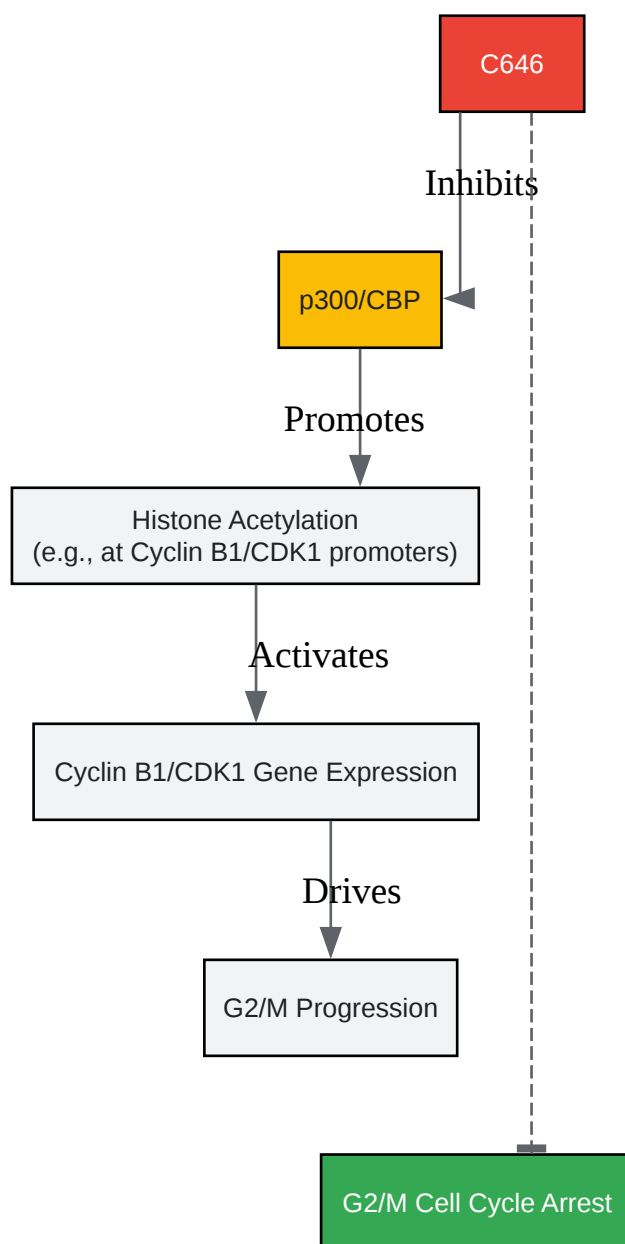 C646
Inhibits
p300/CBP
Promotes
Histone Acetylation
(e.g., at Cyclin B1/CDK1 promoters)
Activates
Cyclin B1/CDK1 Gene Expression
Drives
G2/M Progression
G2/M Cell Cycle Arrest